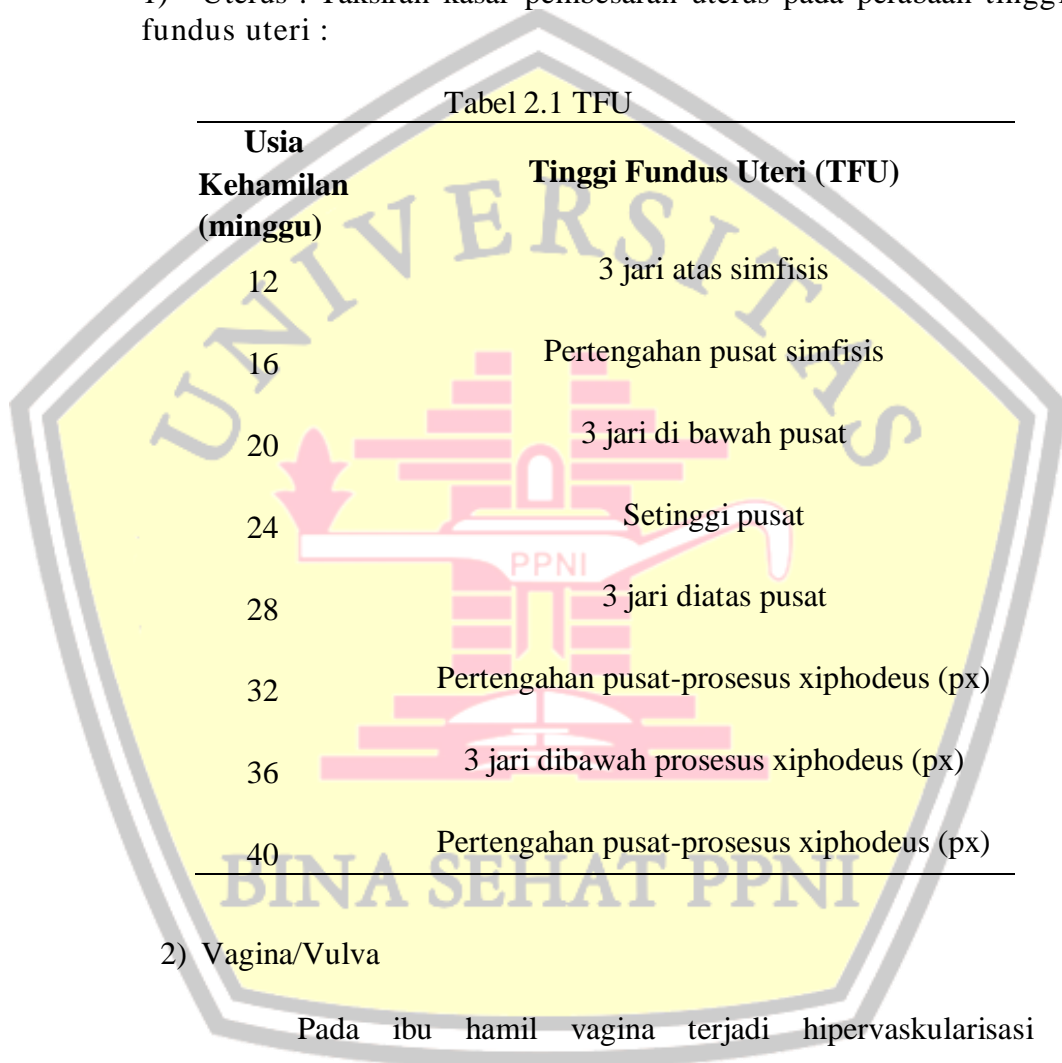 1) Uterus : Taksiran kasar pembesaran uterus pada perabaan tinggi
fundus uteri :
Tabel 2.1 TFU
Usia Kehamilan (minggu) Tinggi Fundus Uteri (TFU)
12 3 jari atas simfisis
16 Pertengahan pusat simfisis
20 3 jari di bawah pusat
24 Setinggi pusat
28 3 jari diatas pusat
32 Pertengahan pusat-prosesus xiphodeus (px)
36 3 jari dibawah prosesus xiphodeus (px)
40 Pertengahan pusat-prosesus xiphodeus (px)
2) Vagina/Vulva
Pada ibu hamil vagina terjadi hipervaskularisasi
UNIVERSITAS
PPNI
BINA SEHAT PPNI